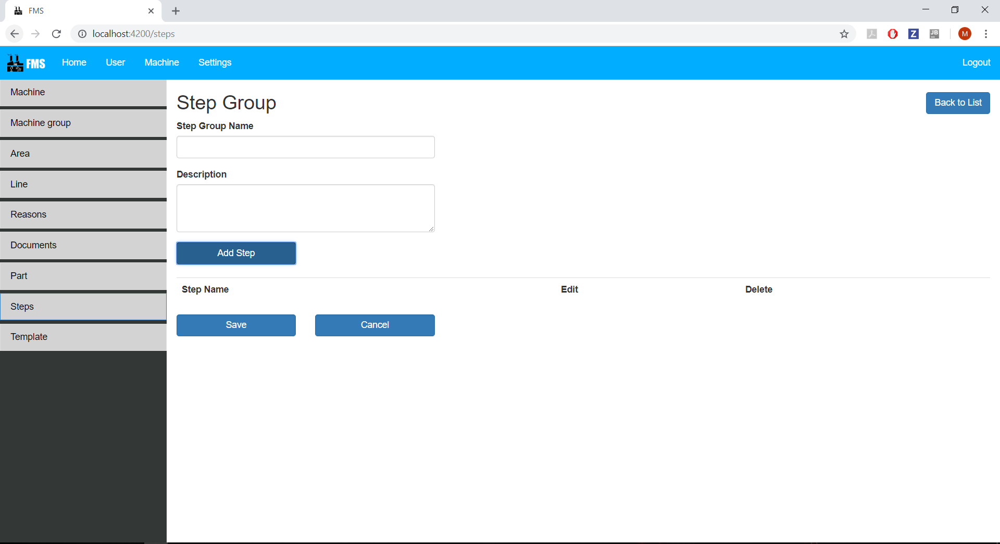 FMS
localhost:4200/steps
Z
JB
M
FMS Home User Machine Settings Logout
Machine
Machine group
Area
Line
Reasons
Documents
Part
Steps
Template
Step Group
Back to List
Step Group Name
Description
Add Step
Step Name Edit Delete
Save Cancel